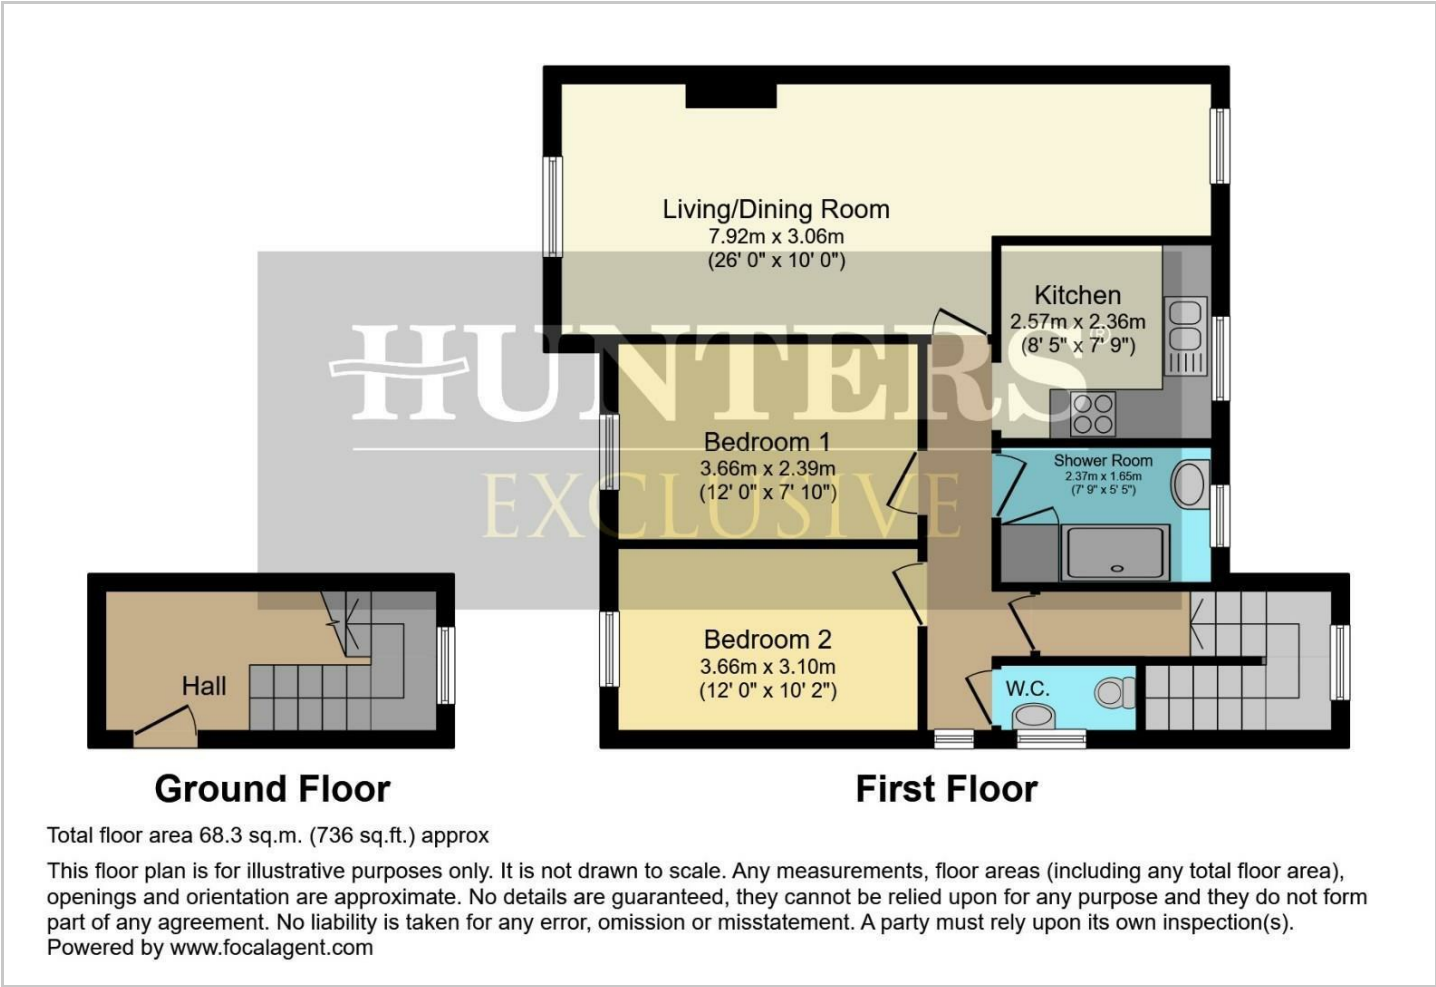 Living/Dining Room
7.92m x 3.06m
(26' 0" x 10' 0")
Kitchen
2.57m x 2.36m
(8' 5" x 7' 9")
HUNTERS®
EXCLUSIVE
Bedroom 1
3.66m x 2.39m
(12' 0" x 7' 10")
Shower Room
2.37m x 1.65m
(7' 9" x 5' 5")
Bedroom 2
3.66m x 3.10m
(12' 0" x 10' 2")
W.C.
Hall
Ground Floor
First Floor
Total floor area 68.3 sq.m. (736 sq.ft.) approx
This floor plan is for illustrative purposes only. It is not drawn to scale. Any measurements, floor areas (including any total floor area),
openings and orientation are approximate. No details are guaranteed, they cannot be relied upon for any purpose and they do not form
part of any agreement. No liability is taken for any error, omission or misstatement. A party must rely upon its own inspection(s).
Powered by www.focalagent.com